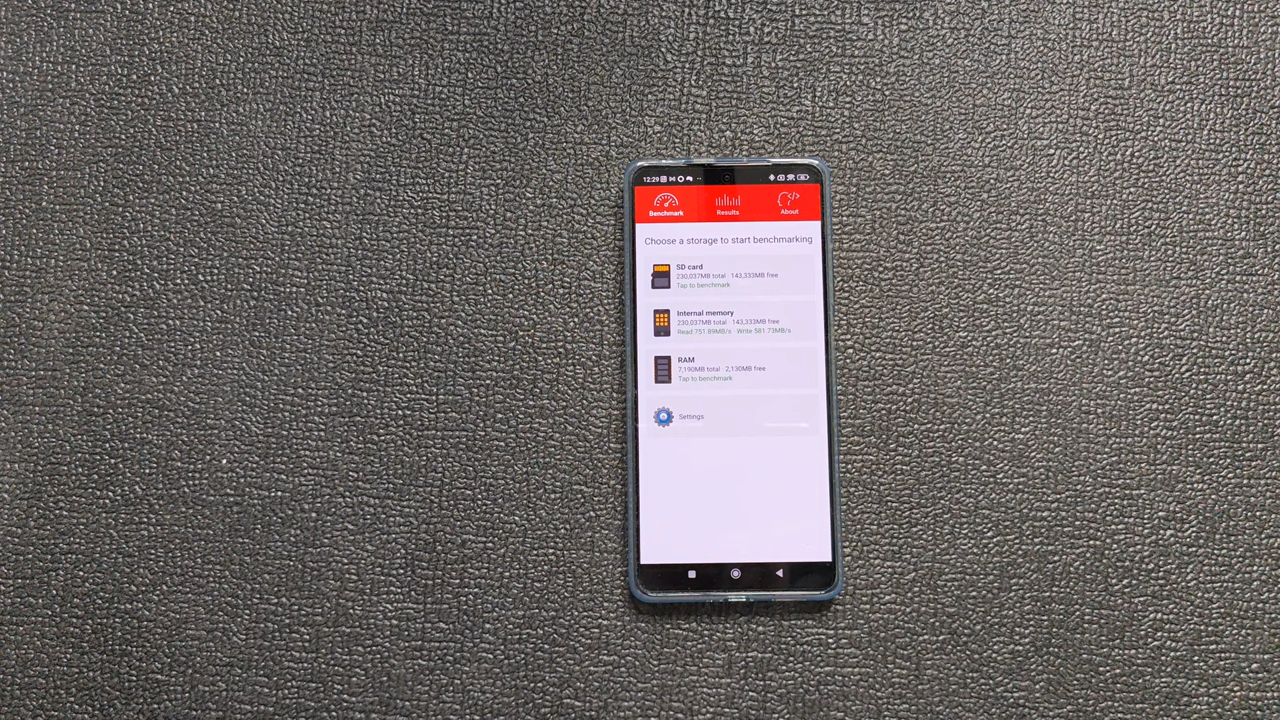 12:29
Benchmark
Results
About
Choose a storage to start benchmarking
SD card
230,037MB total · 143,333MB free
Tap to benchmark
Internal memory
230,037MB total · 143,333MB free
Read 751.89MB/s · Write 581.73MB/s
RAM
7,190MB total · 2,130MB free
Tap to benchmark
Settings